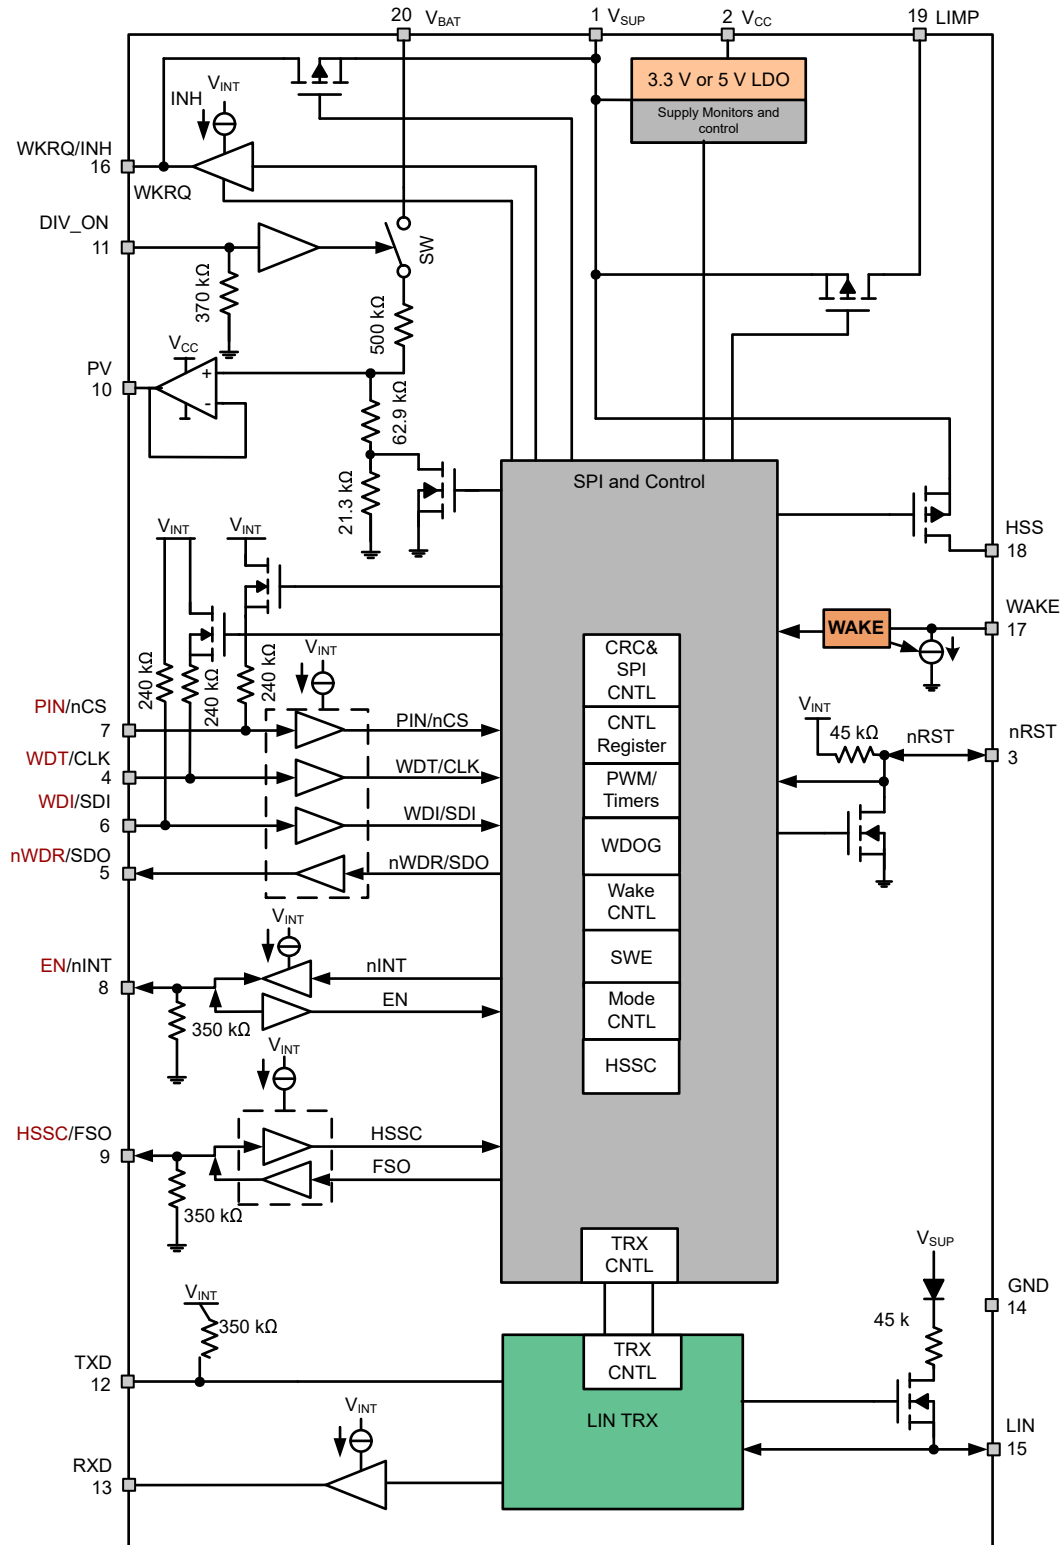 20 VBAT
1 VSUP
2 VCC
19 LIMP
3.3 V or 5 V LDO
Supply Monitors and
control
VINT
INH
WKRQ/INH
16
WKRQ
DIV_ON
11
SW
370 kΩ
500 kΩ
VCC
PV
10
+
-
62.9 kΩ
21.3 kΩ
SPI and Control
HSS
18
VINT
VINT
WAKE
17
WAKE
VINT
240 kΩ
240 kΩ
240 kΩ
CRC&
SPI
CNTL
PIN/nCS
7
PIN/nCS
CNTL
Register
VINT
45 kΩ
nRST
nRST
3
WDT/CLK
4
WDT/CLK
PWM/
Timers
WDI/SDI
6
WDI/SDI
WDOG
nWDR/SDO
5
nWDR/SDO
Wake
CNTL
VINT
EN/nINT
8
nINT
SWE
EN
Mode
CNTL
350 kΩ
VINT
HSSC
HSSC/FSO
9
HSSC
FSO
350 kΩ
TRX
CNTL
VSUP
GND
14
VINT
350 kΩ
45 k
TXD
12
TRX
CNTL
LIN TRX
VINT
LIN
15
RXD
13